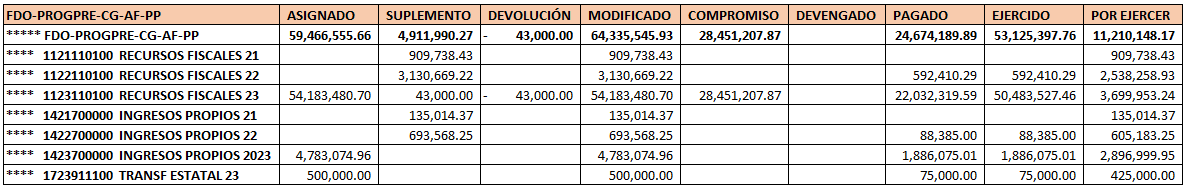 FDO-PROGPRE-CG-AF-PP ASIGNADO SUPLEMENTO DEVOLUCIÓN MODIFICADO COMPROMISO DEVENGADO PAGADO EJERCIDO POR EJERCER
***** FDO-PROGPRE-CG-AF-PP 59,466,555.66 4,911,990.27 - 43,000.00 64,335,545.93 28,451,207.87 24,674,189.89 53,125,397.76 11,210,148.17
**** 1121110100 RECURSOS FISCALES 21 909,738.43 909,738.43 909,738.43
**** 1122110100 RECURSOS FISCALES 22 3,130,669.22 3,130,669.22 592,410.29 592,410.29 2,538,258.93
**** 1123110100 RECURSOS FISCALES 23 54,183,480.70 43,000.00 - 43,000.00 54,183,480.70 28,451,207.87 22,032,319.59 50,483,527.46 3,699,953.24
**** 1421700000 INGRESOS PROPIOS 21 135,014.37 135,014.37 135,014.37
**** 1422700000 INGRESOS PROPIOS 22 693,568.25 693,568.25 88,385.00 88,385.00 605,183.25
**** 1423700000 INGRESOS PROPIOS 2023 4,783,074.96 4,783,074.96 1,886,075.01 1,886,075.01 2,896,999.95
**** 1723911100 TRANSF ESTATAL 23 500,000.00 500,000.00 75,000.00 75,000.00 425,000.00